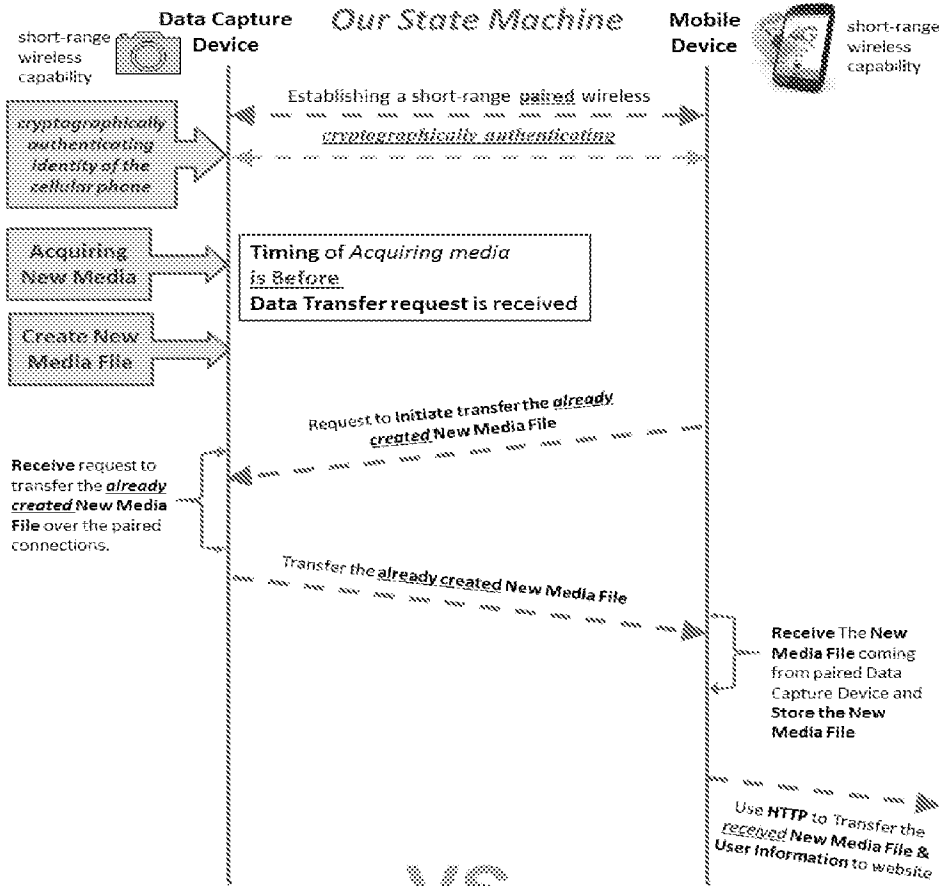 Our State Machine
Data Capture
Device
Mobile
Device
short-range
wireless
capability
short-range
wireless
capability
Establishing a short-range paired wireless
cryptographically authenticating
cryptographically
authenticating
identity of the
cellular phone
Acquiring
New Media
Timing of Acquiring media
is Before
Data Transfer request is received
Create New
Media File
Request to Initiate transfer the already
created New Media File
Receive request to
transfer the already
created New Media
File over the paired
connections.
Transfer the already created New Media File
Receive The New
Media File coming
from paired Data
Capture Device and
Store the New
Media File
Use HTTP to Transfer the
received New Media File &
User Information to website
VS